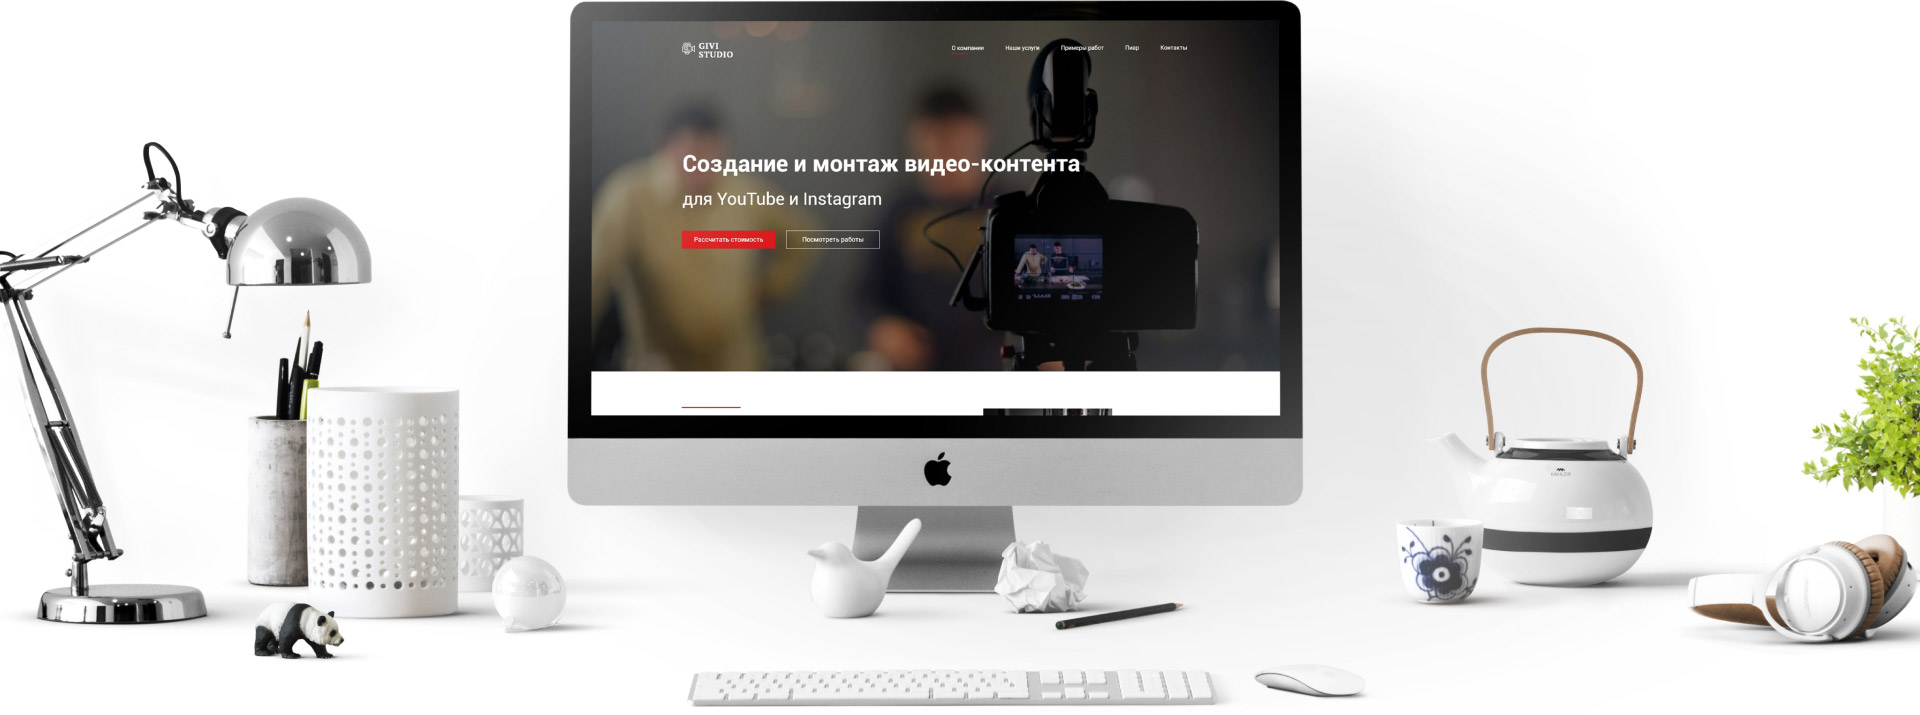 GIVI
STUDIO
О компании Наши услуги Примеры работ Пиар Контакты
Создание и монтаж видео-контента
для YouTube и Instagram
Рассчитать стоимость Посмотреть работы
KÄHLER